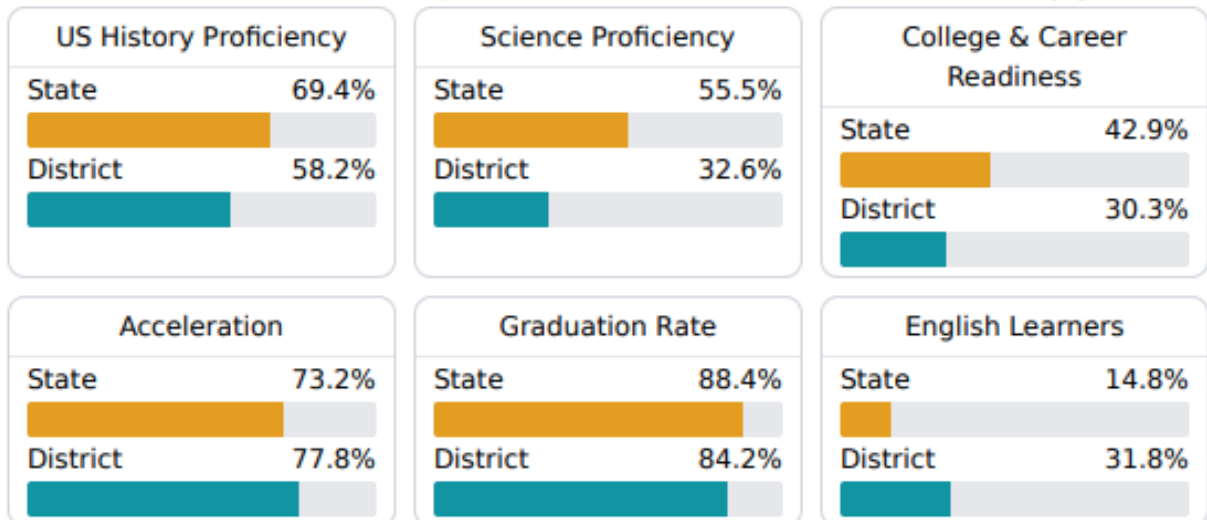 US History Proficiency
State 69.4%
District 58.2%
Science Proficiency
State 55.5%
District 32.6%
College & Career
Readiness
State 42.9%
District 30.3%
Acceleration
State 73.2%
District 77.8%
Graduation Rate
State 88.4%
District 84.2%
English Learners
State 14.8%
District 31.8%